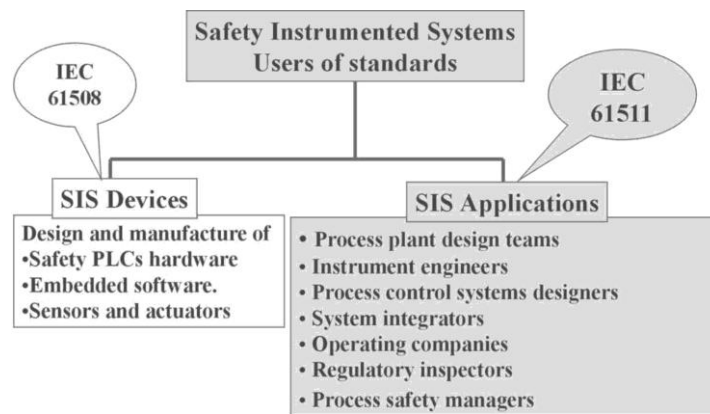 Safety Instrumented Systems
Users of standards
IEC
61508
IEC
61511
SIS Devices
Design and manufacture of
•Safety PLCs hardware
•Embedded software.
•Sensors and actuators
SIS Applications
• Process plant design teams
• Instrument engineers
• Process control systems designers
• System integrators
• Operating companies
• Regulatory inspectors
• Process safety managers